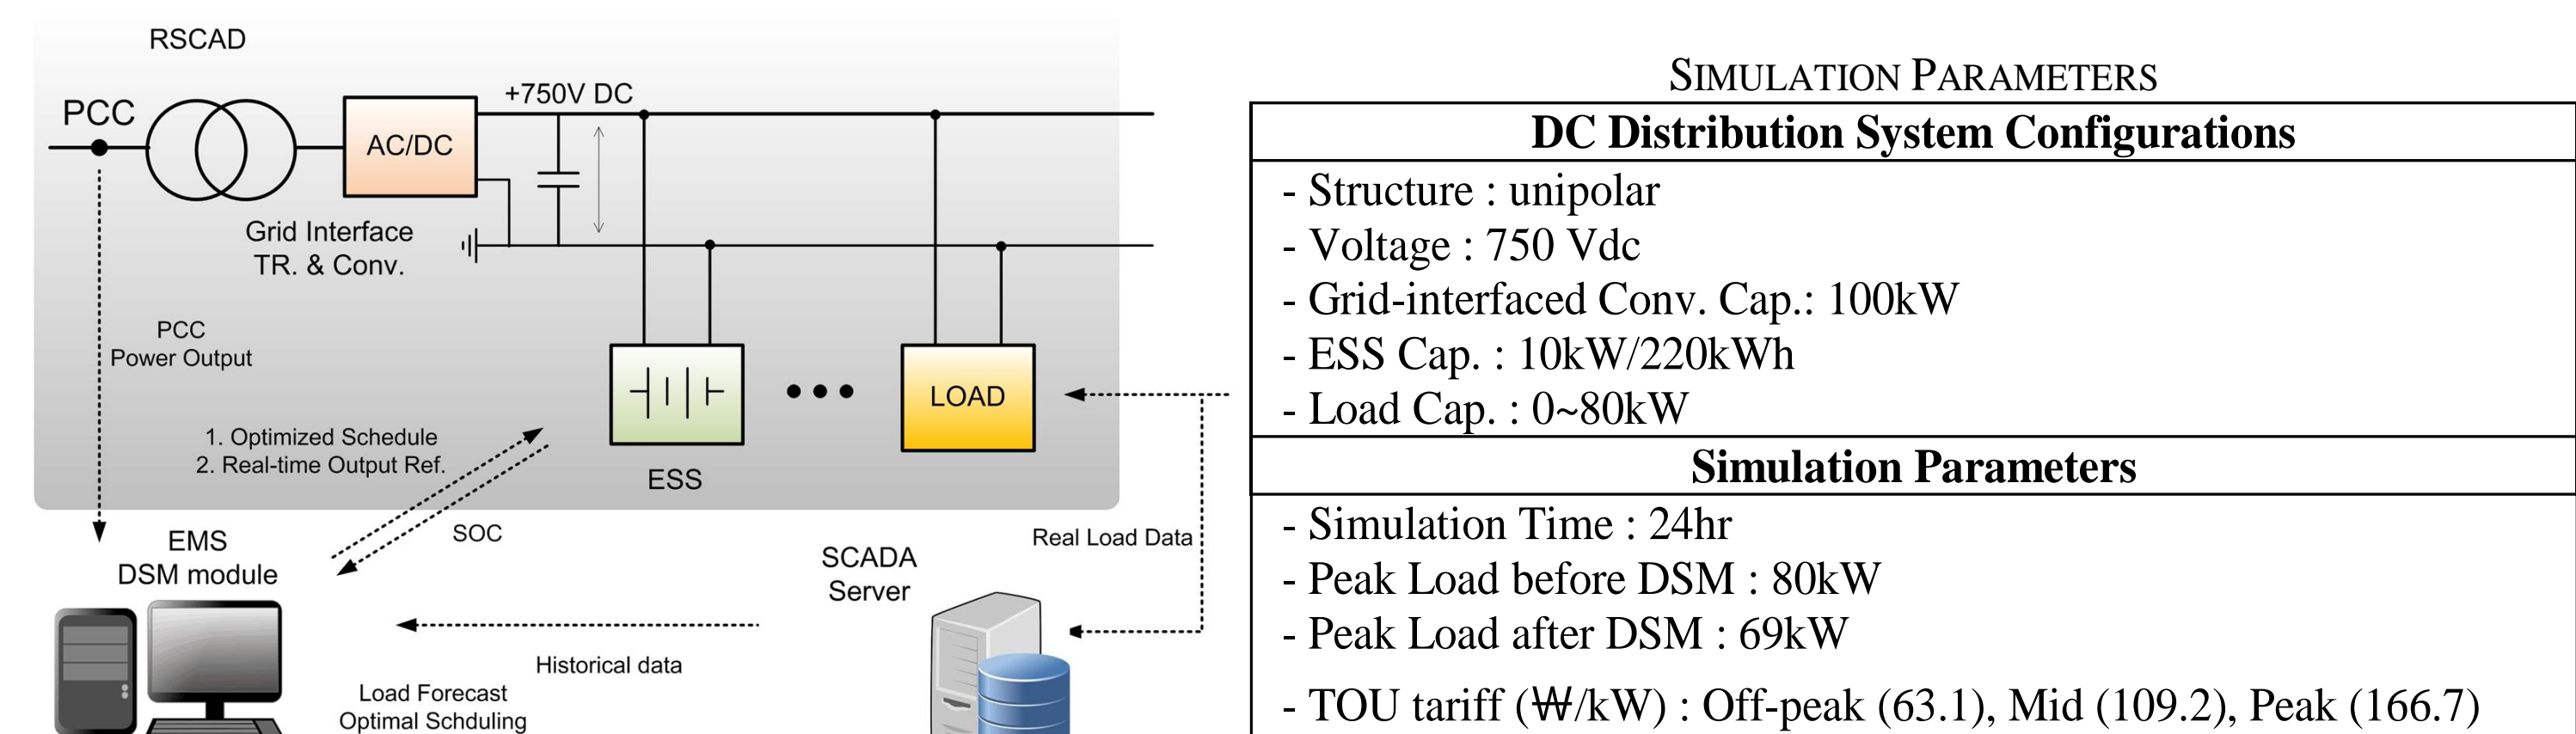 RSCAD
PCC
AC/DC
+750V DC
Grid Interface
TR. & Conv.
PCC
Power Output
1. Optimized Schedule
2. Real-time Output Ref.
ESS
LOAD
SOC
EMS
DSM module
SCADA
Server
Real Load Data
Historical data
Load Forecast
Optimal Schduling
SIMULATION PARAMETERS
DC Distribution System Configurations
- Structure : unipolar
- Voltage : 750 Vdc
- Grid-interfaced Conv. Cap.: 100kW
- ESS Cap. : 10kW/220kWh
- Load Cap. : 0~80kW
Simulation Parameters
- Simulation Time : 24hr
- Peak Load before DSM : 80kW
- Peak Load after DSM : 69kW
- TOU tariff (₩/kW) : Off-peak (63.1), Mid (109.2), Peak (166.7)